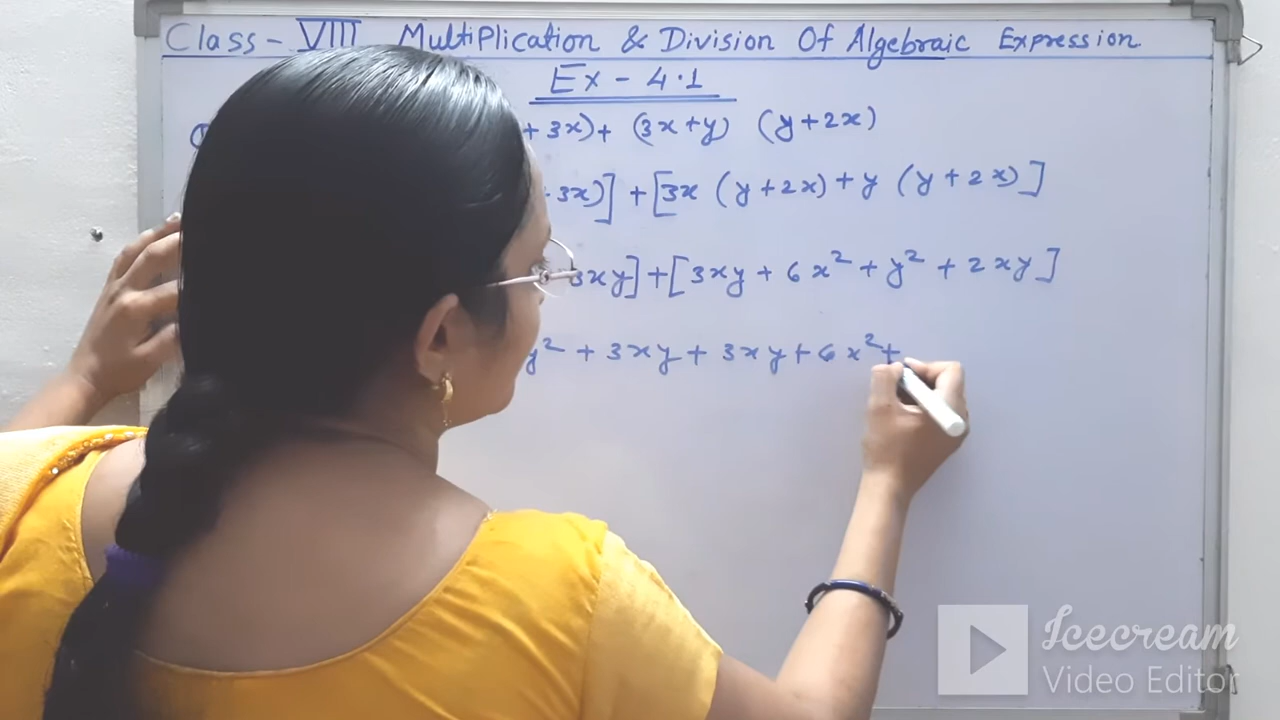 Class - VIII Multiplication & Division Of Algebraic Expression
Ex - 4.1
+ 3x) + (3x+y) (y+2x)
3x)] + [3x (y+2x) + y (y+2x)]
3xy] + [3xy + 6x² + y² + 2xy]
y² + 3xy + 3xy + 6x² +
Icecream
Video Editor